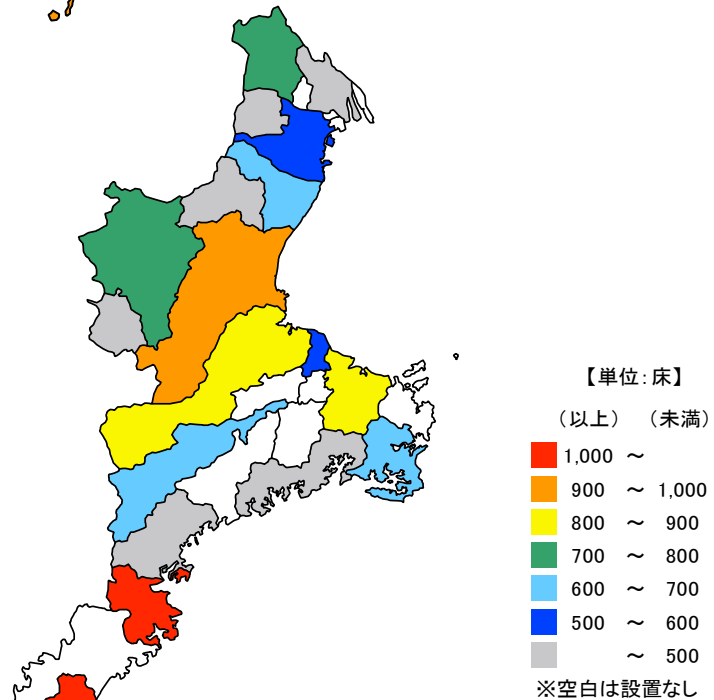 【単位：床】
（以上） （未満）
1,000 ～
900 ～ 1,000
800 ～ 900
700 ～ 800
600 ～ 700
500 ～ 600
～ 500
※空白は設置なし